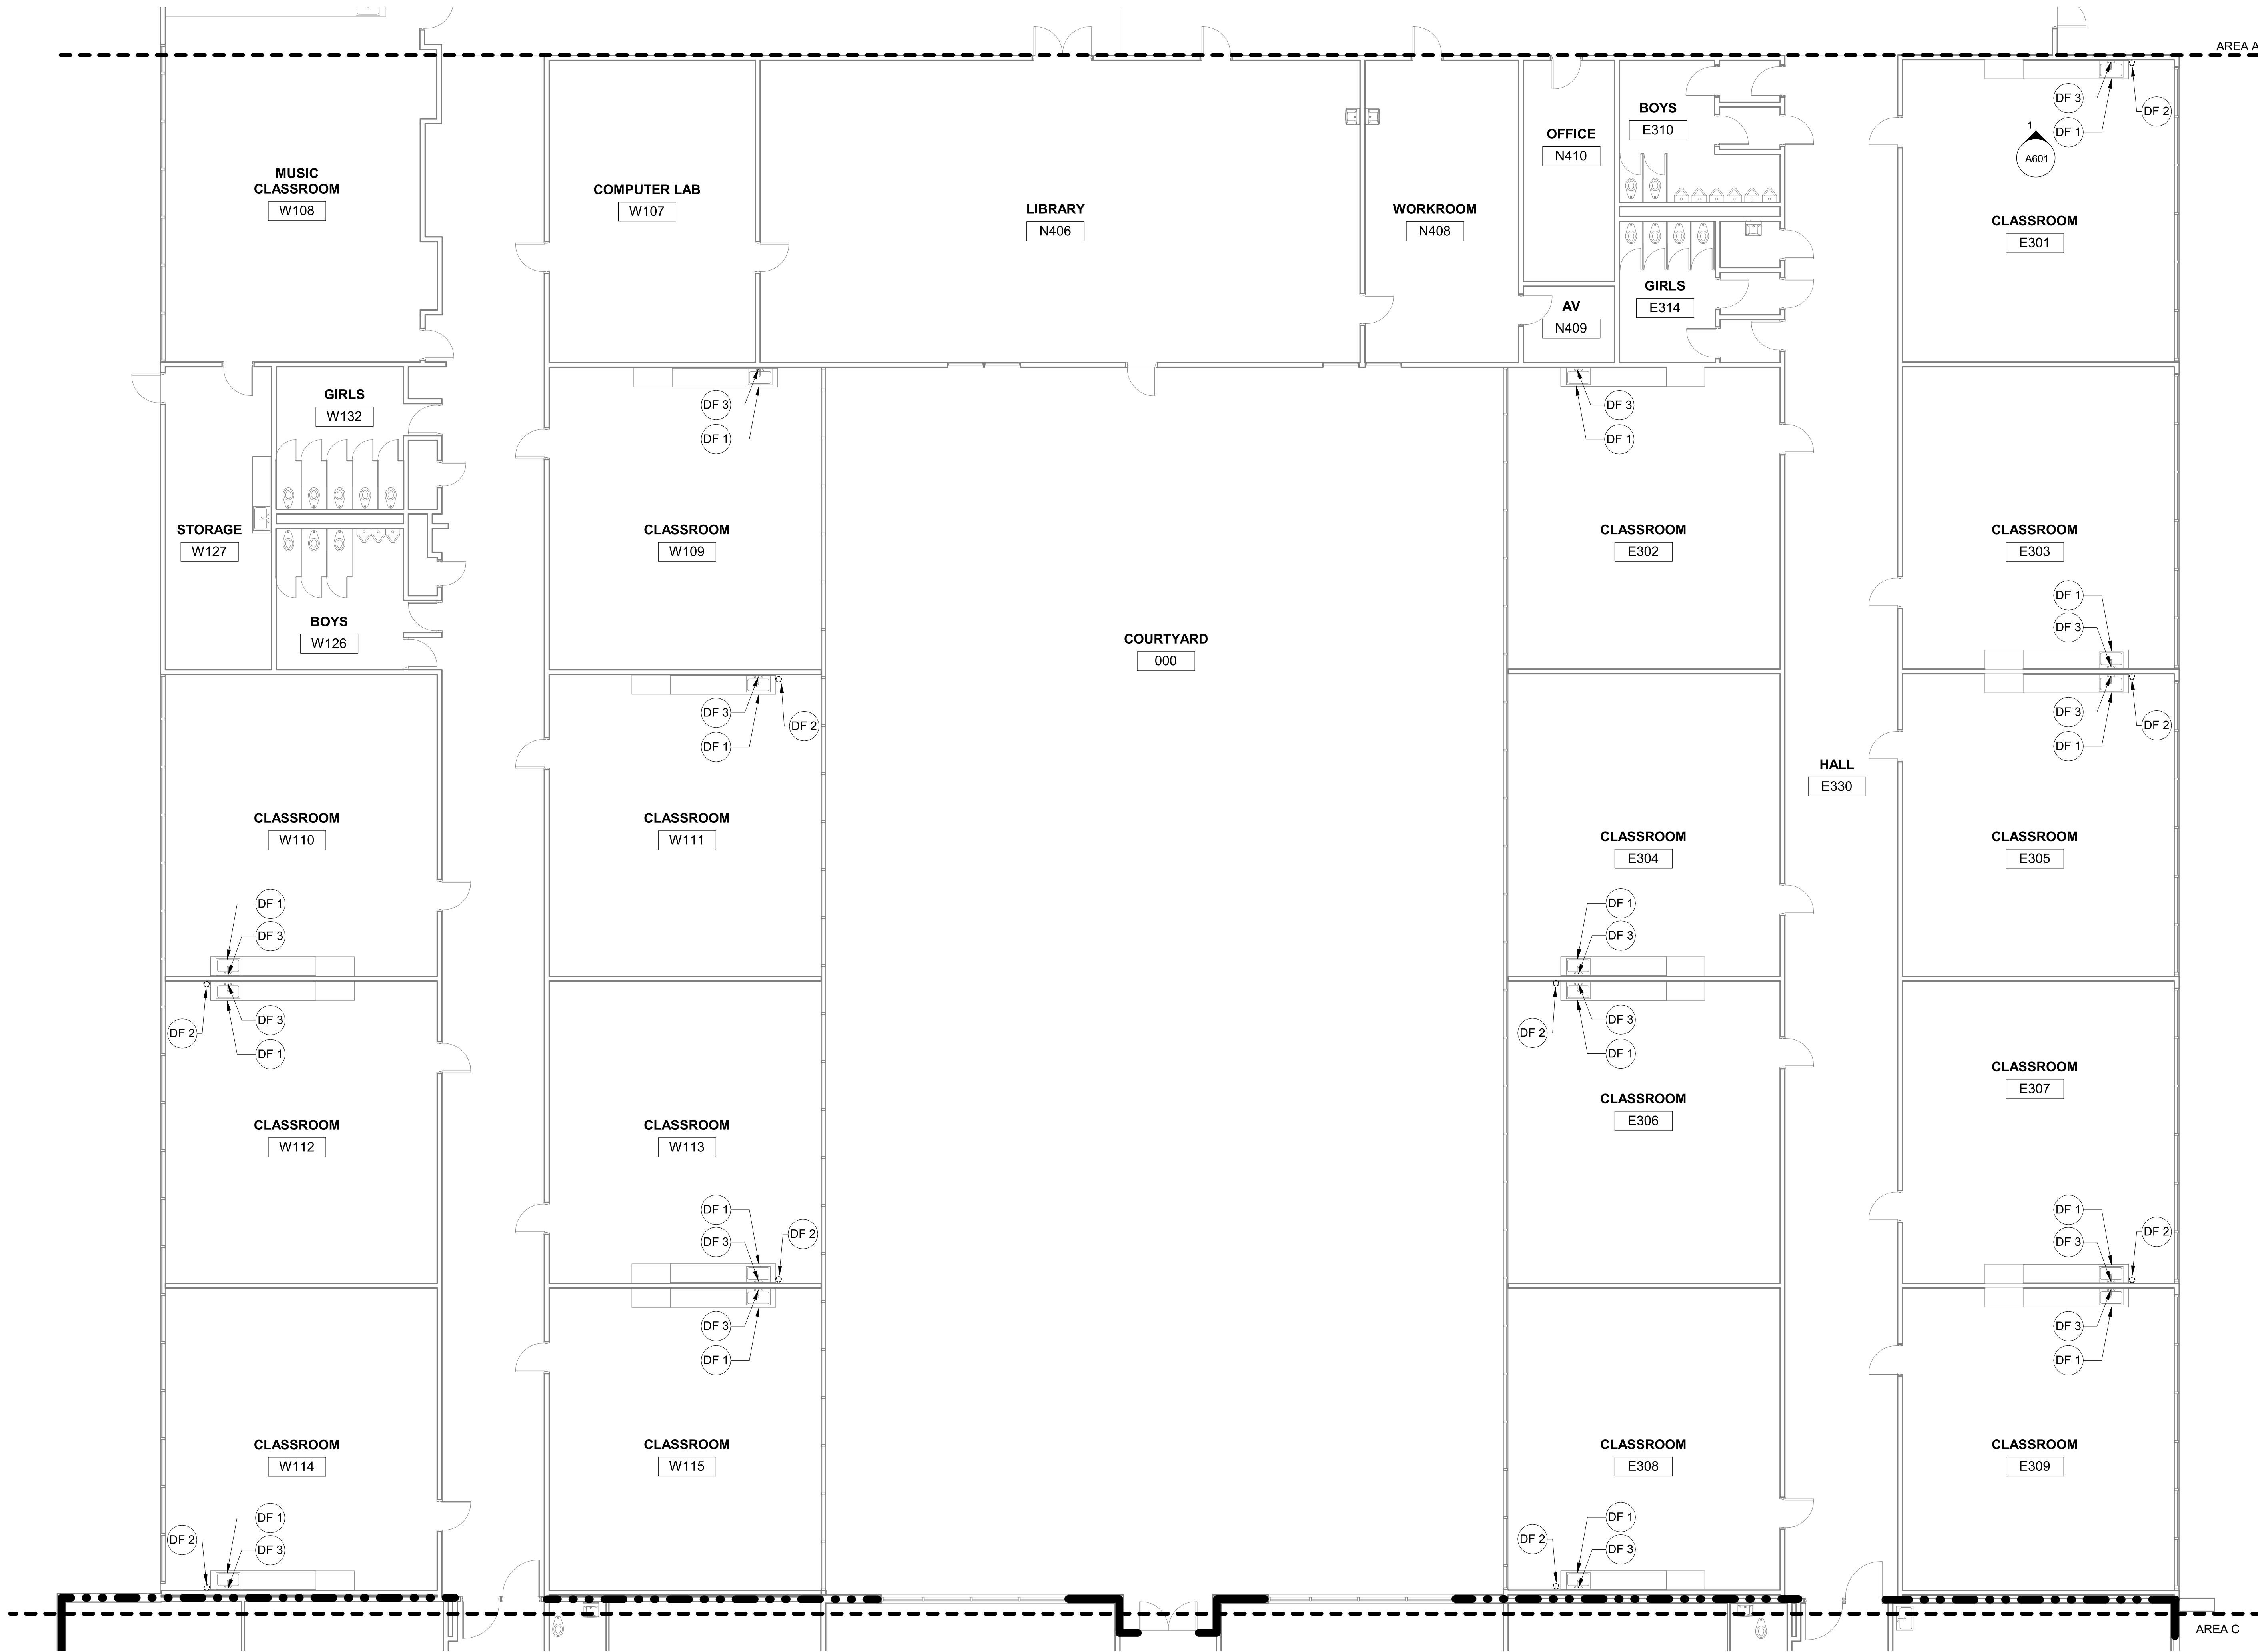 AREA A
DF 3
DF 2
DF 1
1
A601
BOYS
E310
OFFICE
N410
MUSIC
CLASSROOM
W108
COMPUTER LAB
W107
LIBRARY
N406
WORKROOM
N408
CLASSROOM
E301
GIRLS
E314
AV
N409
GIRLS
W132
DF 3
DF 1
DF 3
DF 1
STORAGE
W127
CLASSROOM
W109
CLASSROOM
E302
CLASSROOM
E303
BOYS
W126
COURTYARD
000
DF 1
DF 3
DF 3
DF 2
DF 1
DF 3
DF 2
DF 1
HALL
E330
CLASSROOM
W110
CLASSROOM
W111
CLASSROOM
E304
CLASSROOM
E305
DF 1
DF 3
DF 1
DF 3
DF 3
DF 2
DF 1
DF 3
DF 2
DF 1
CLASSROOM
W112
CLASSROOM
W113
CLASSROOM
E306
CLASSROOM
E307
DF 1
DF 3
DF 2
DF 1
DF 3
DF 2
DF 3
DF 1
DF 3
DF 1
CLASSROOM
W114
CLASSROOM
W115
CLASSROOM
E308
CLASSROOM
E309
DF 1
DF 2
DF 3
DF 1
DF 2
DF 3
AREA C